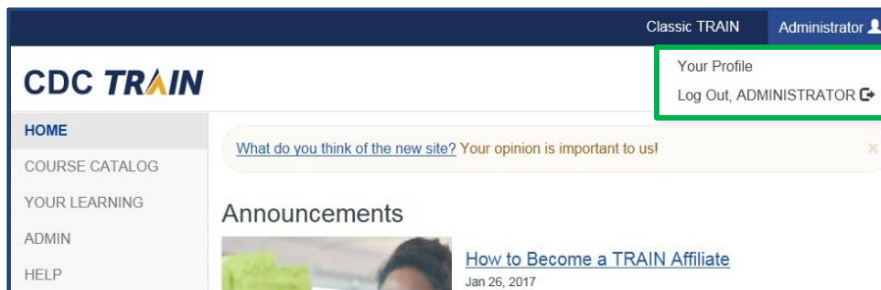 Classic TRAIN Administrator
Your Profile
Log Out, ADMINISTRATOR
CDC TRAIN
HOME
COURSE CATALOG
YOUR LEARNING
ADMIN
HELP
What do you think of the new site? Your opinion is important to us!
Announcements
How to Become a TRAIN Affiliate
Jan 26, 2017